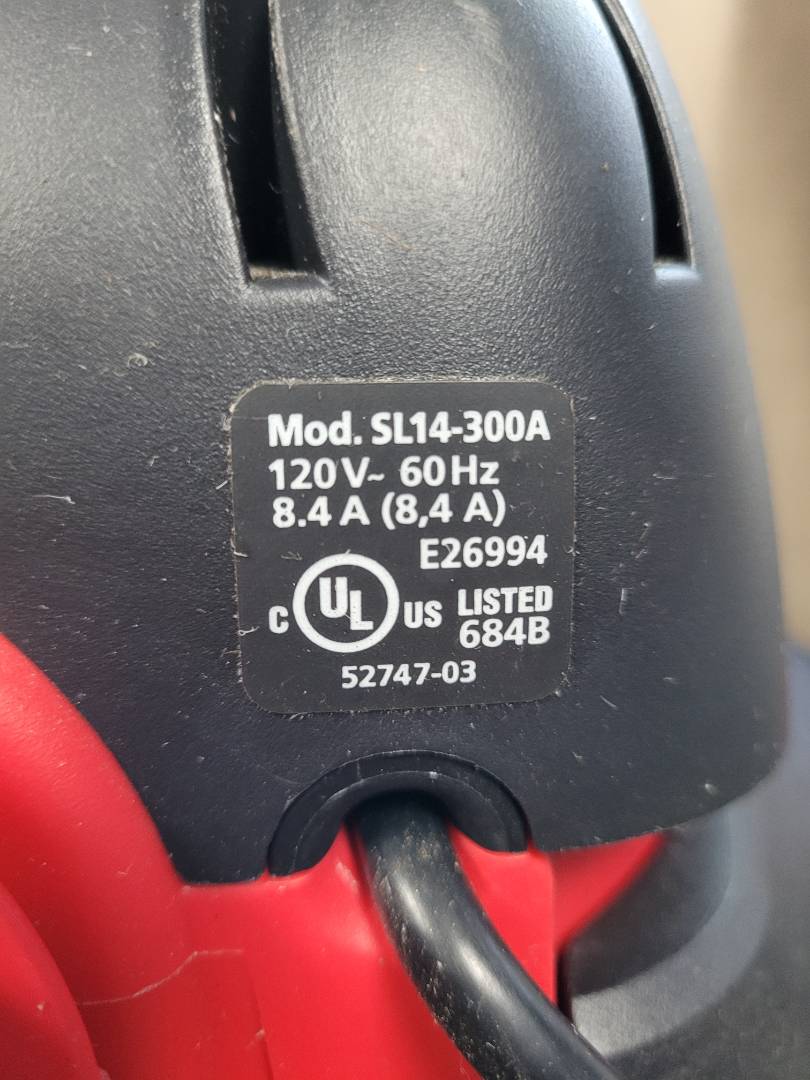 Mod. SL14-300A
120V~ 60Hz
8.4 A (8,4 A)
E26994
C UL US LISTED
684B
52747-03